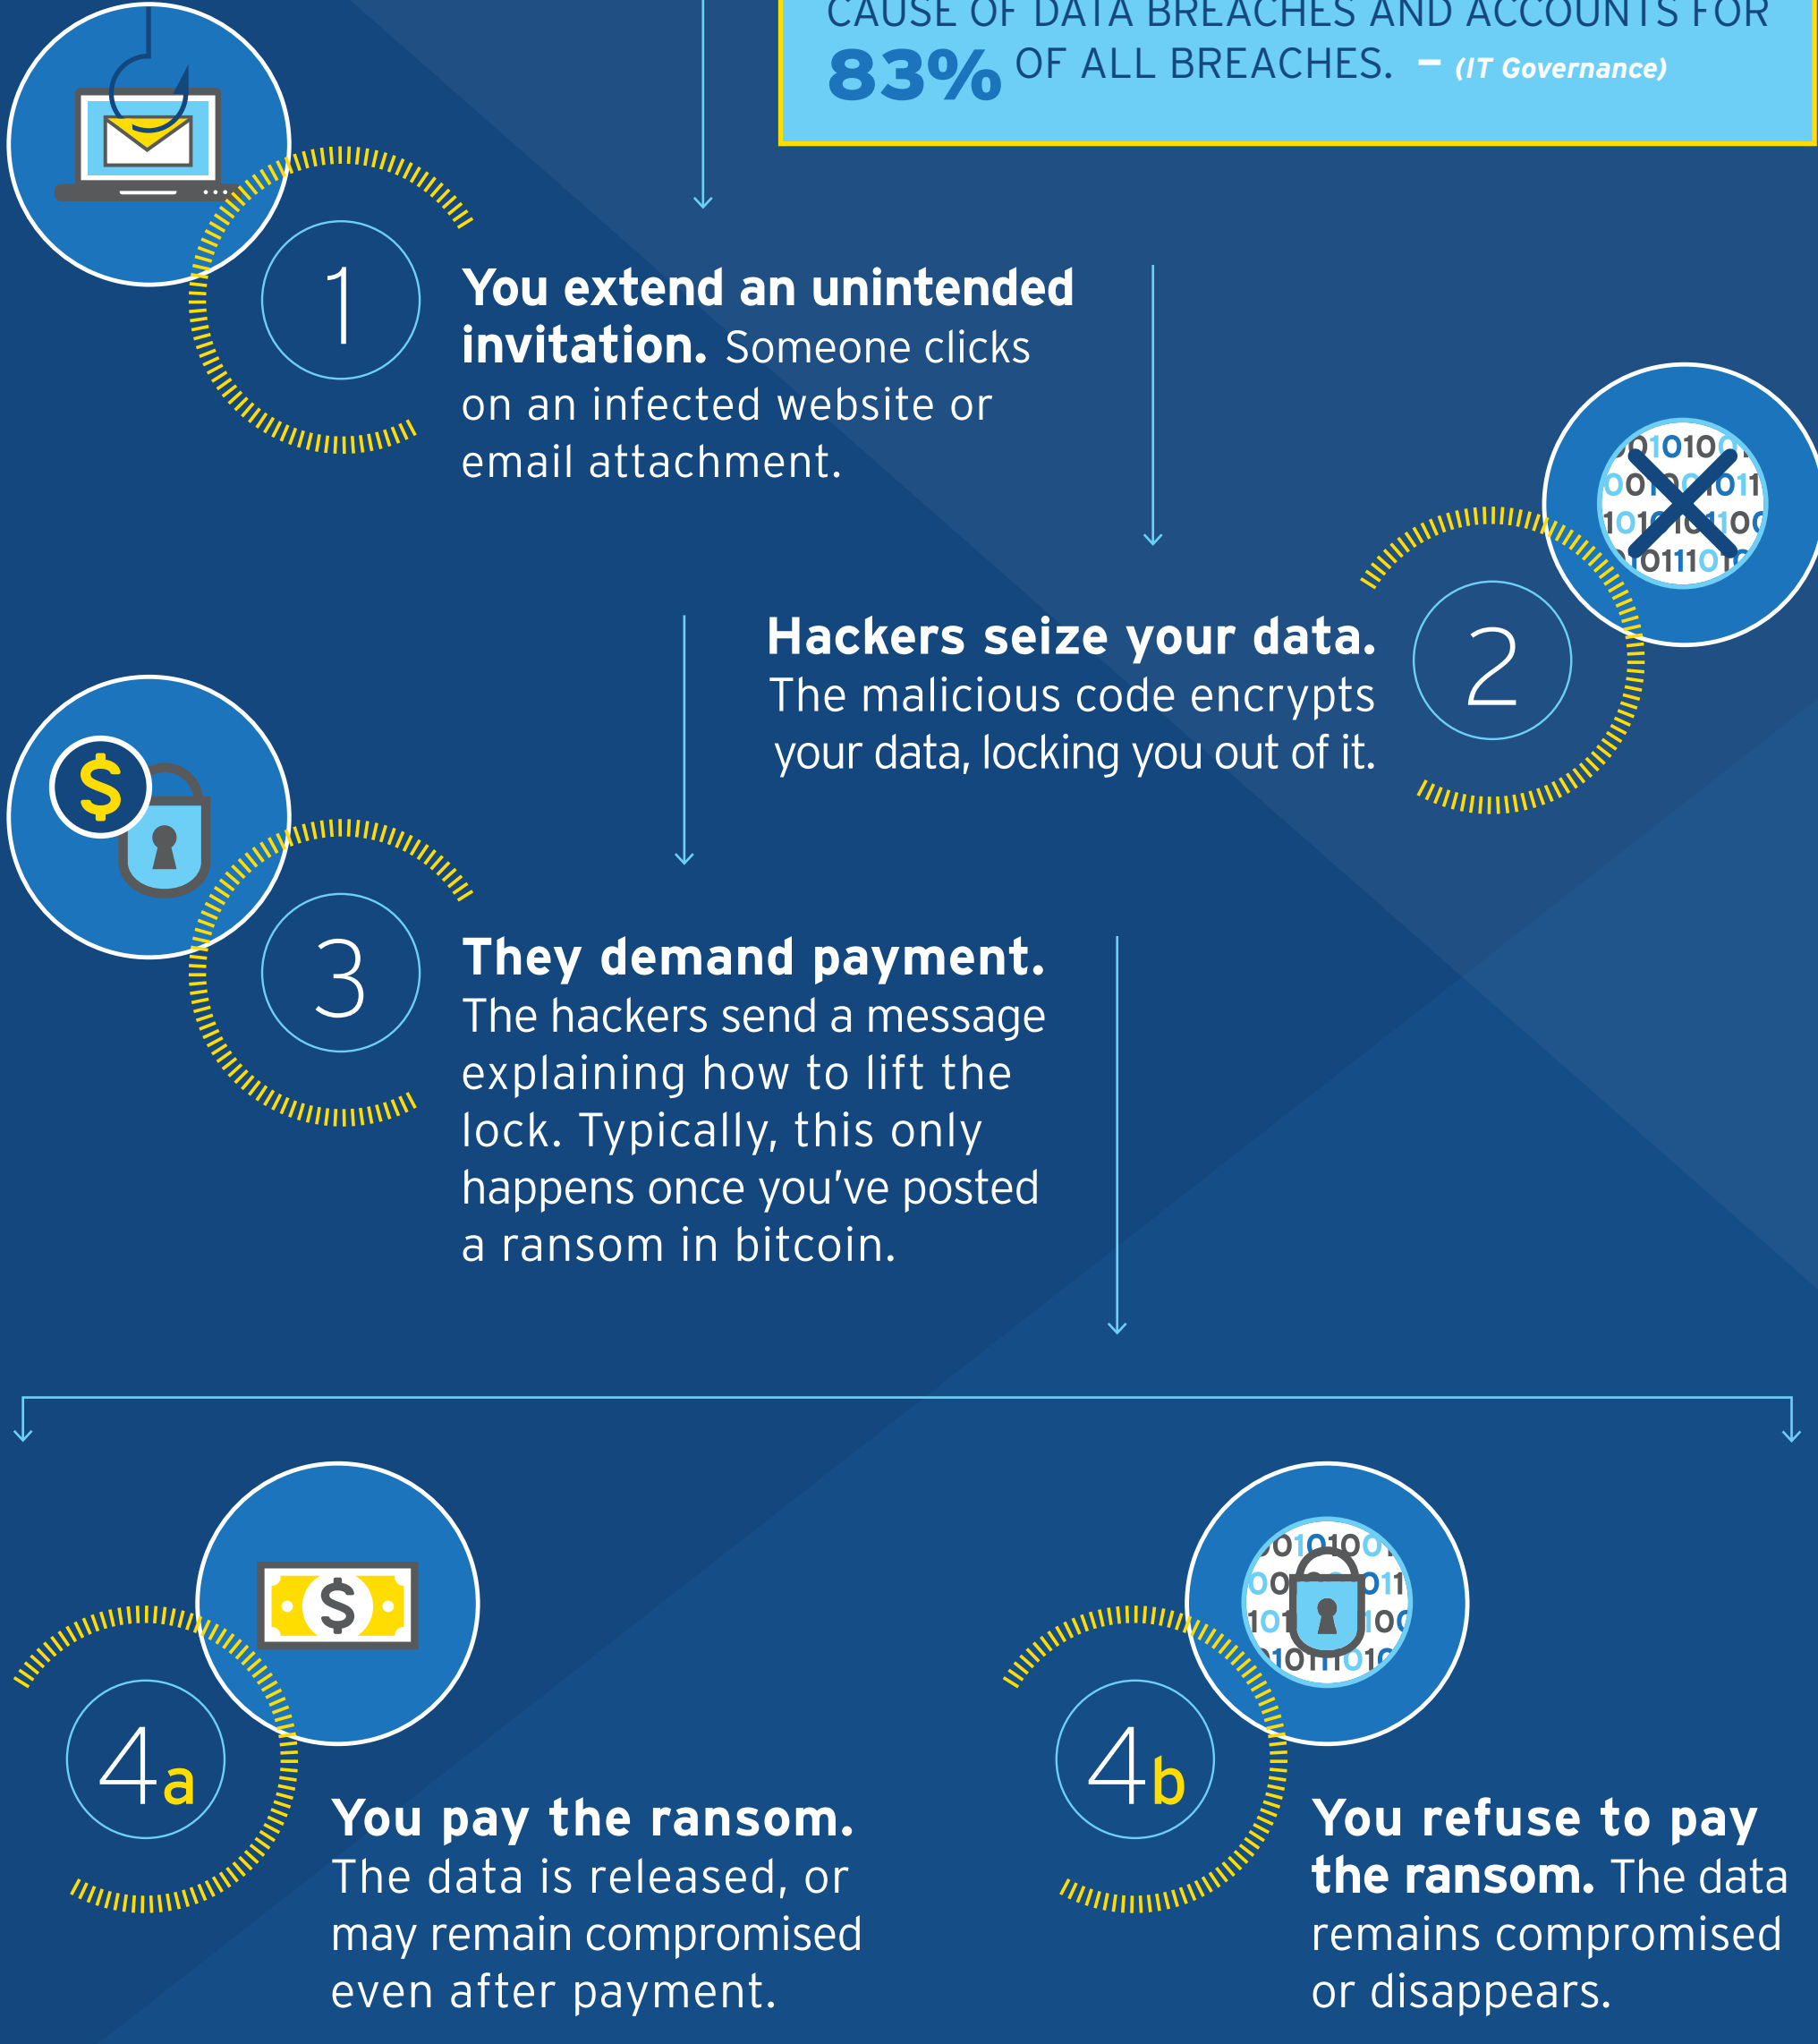 CAUSE OF DATA BREACHES AND ACCOUNTS FOR
83% OF ALL BREACHES. – (IT Governance)
1
You extend an unintended
invitation. Someone clicks
on an infected website or
email attachment.
2
Hackers seize your data.
The malicious code encrypts
your data, locking you out of it.
$
3
They demand payment.
The hackers send a message
explaining how to lift the
lock. Typically, this only
happens once you've posted
a ransom in bitcoin.
$
4a
You pay the ransom.
The data is released, or
may remain compromised
even after payment.
4b
You refuse to pay
the ransom. The data
remains compromised
or disappears.